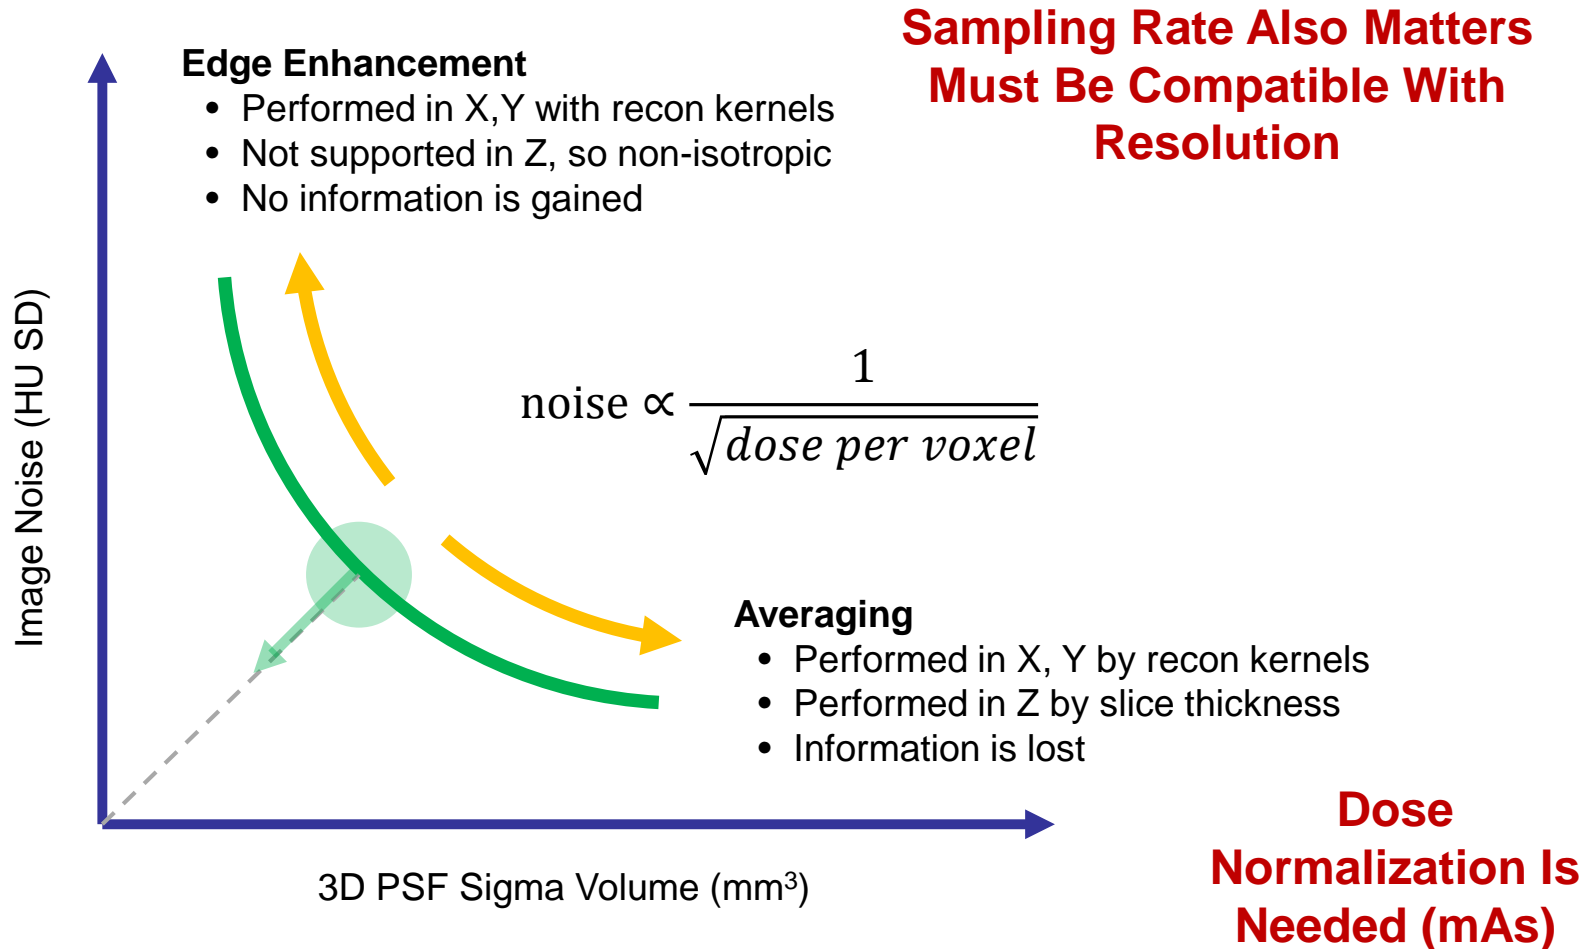 Sampling Rate Also Matters
Must Be Compatible With
Resolution
Edge Enhancement
• Performed in X,Y with recon kernels
• Not supported in Z, so non-isotropic
• No information is gained
Image Noise (HU SD)
noise ∝ 1/√(dose per voxel)
Averaging
• Performed in X, Y by recon kernels
• Performed in Z by slice thickness
• Information is lost
3D PSF Sigma Volume (mm³)
Dose
Normalization Is
Needed (mAs)